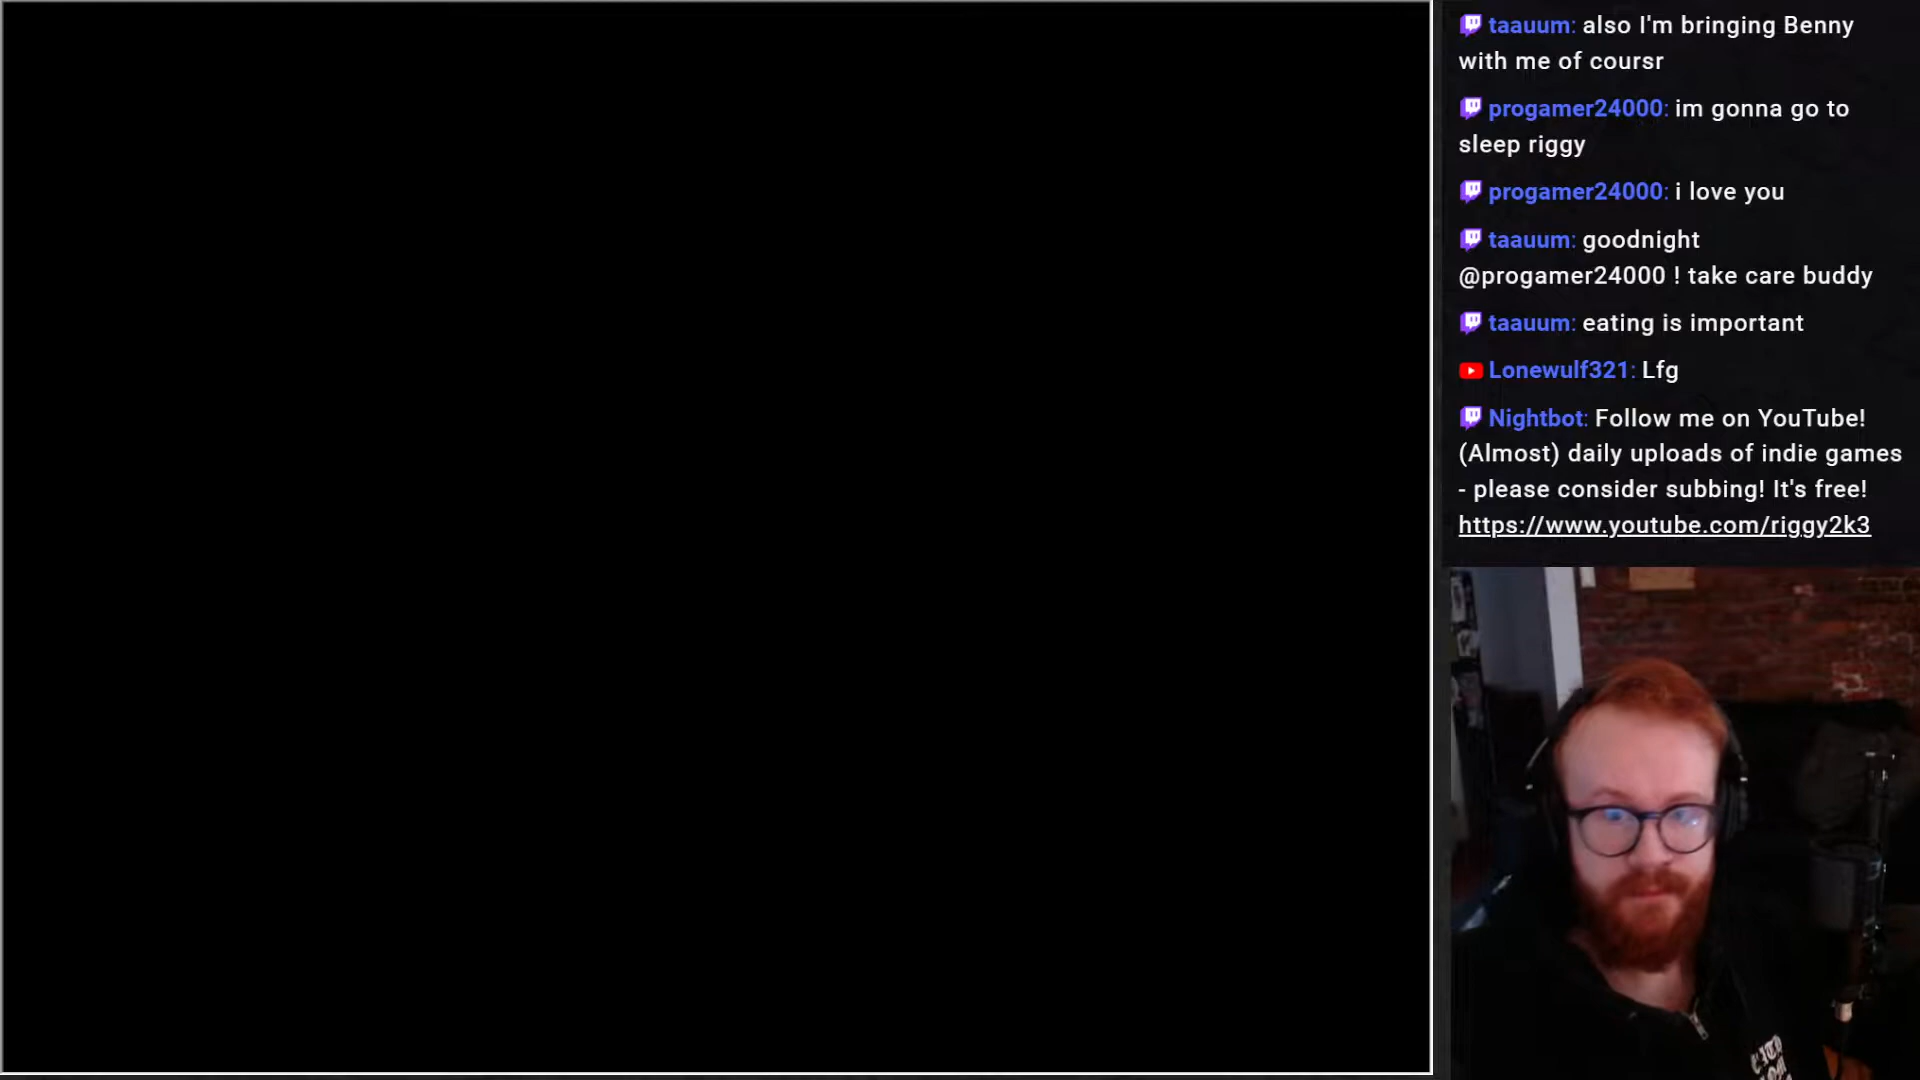 taauum: also I'm bringing Benny
with me of coursr
progamer24000: im gonna go to
sleep riggy
progamer24000: i love you
taauum: goodnight
@progamer24000 ! take care buddy
taauum: eating is important
Lonewulf321: Lfg
Nightbot: Follow me on YouTube!
(Almost) daily uploads of indie games
- please consider subbing! It's free!
https://www.youtube.com/riggy2k3